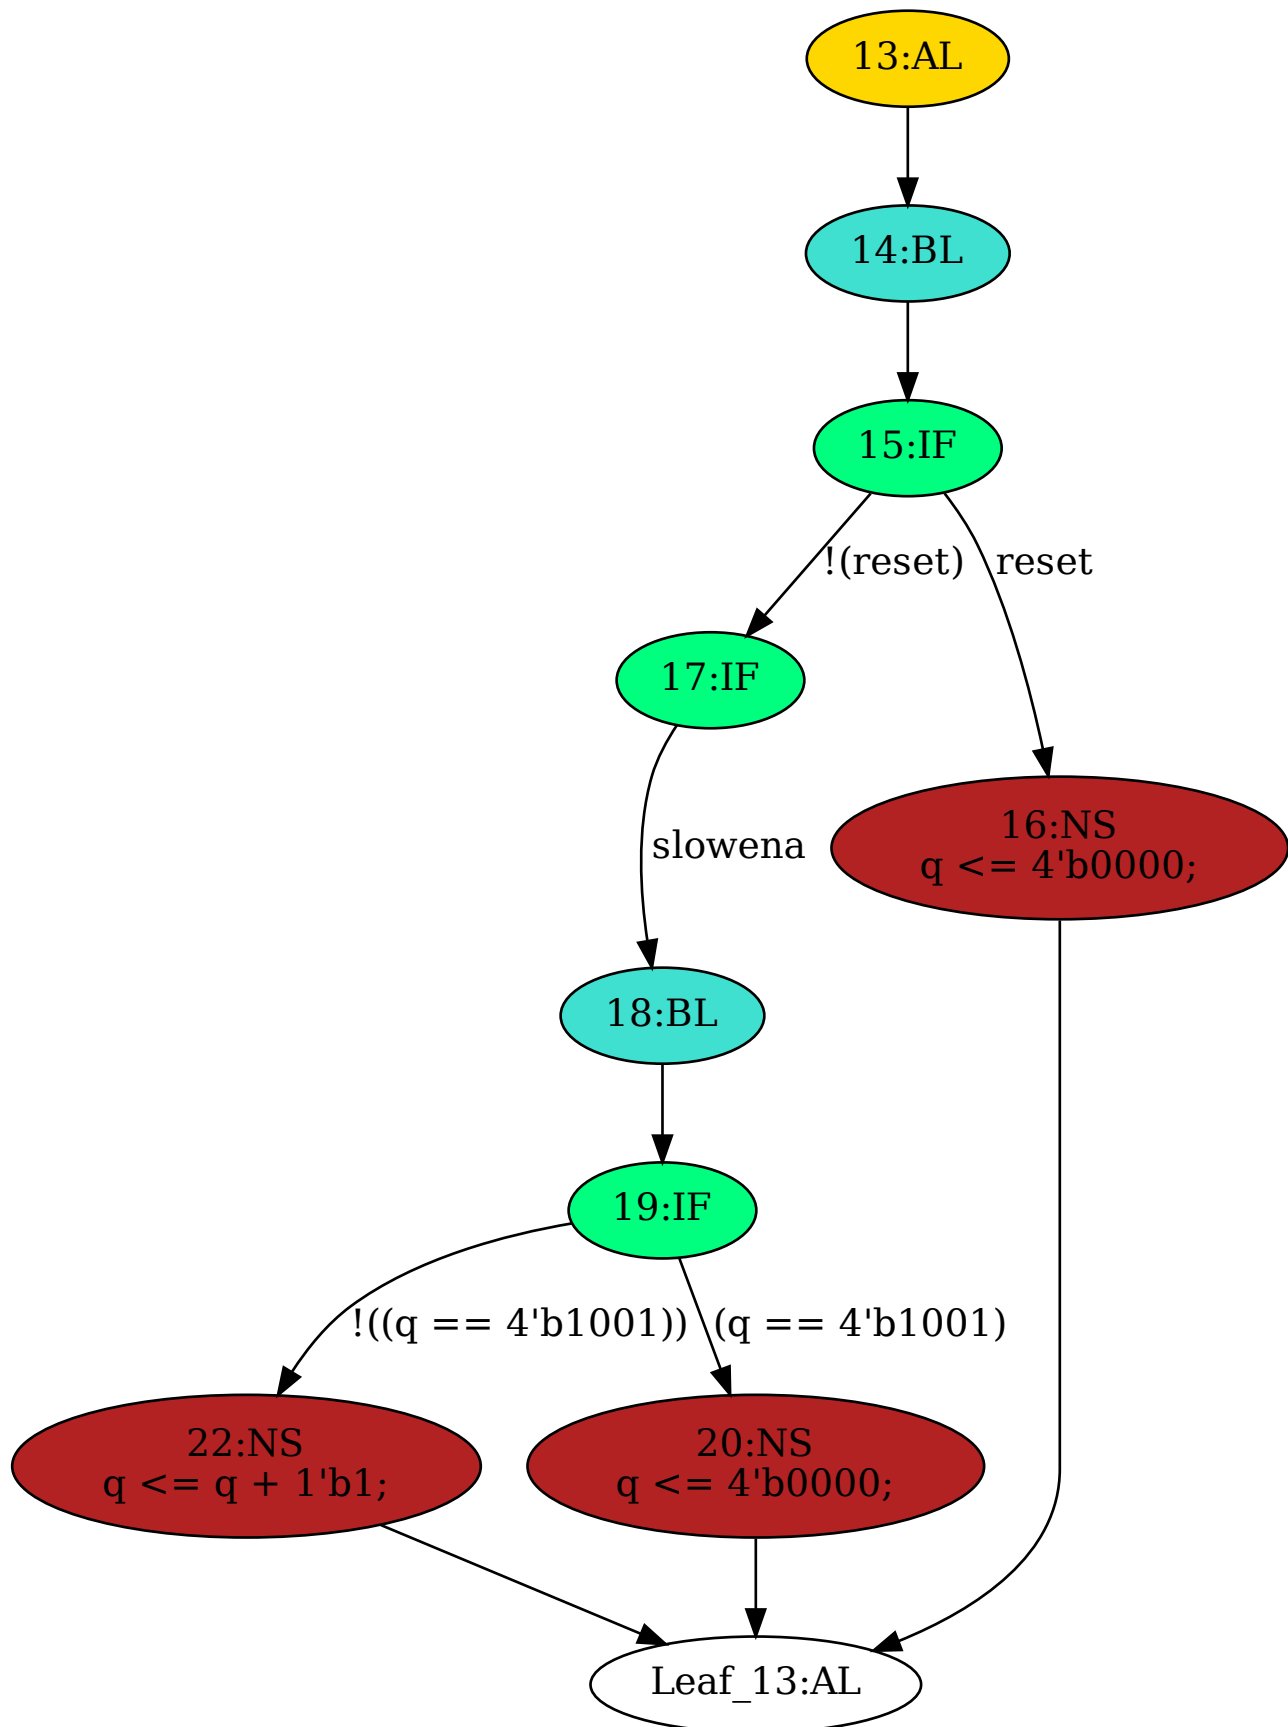 13:AL
14:BL
15:IF
!(reset)
reset
17:IF
16:NS
q <= 4'b0000;
slowena
18:BL
19:IF
!((q == 4'b1001))
(q == 4'b1001)
22:NS
q <= q + 1'b1;
20:NS
q <= 4'b0000;
Leaf_13:AL